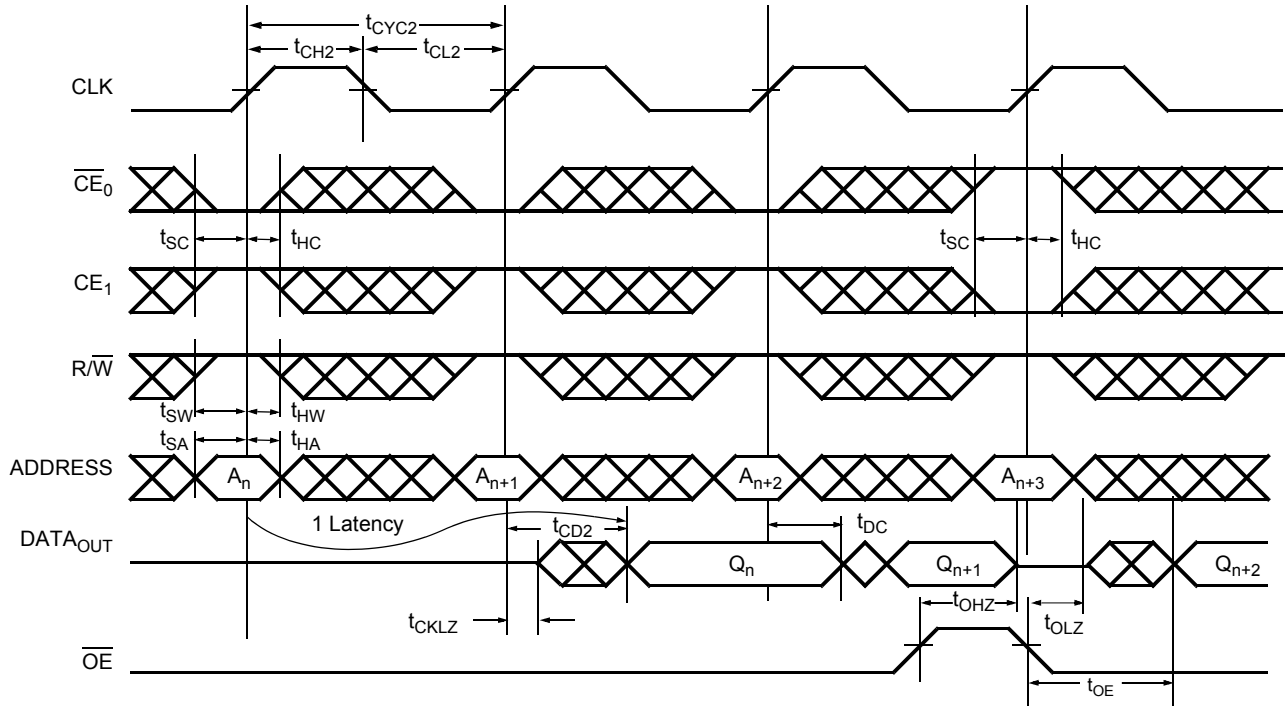 tCYC2
tCH2 tCL2
CLK
CE0
tSC tHC tSC tHC
CE1
R/W
tSW tHW
tSA tHA
ADDRESS An An+1 An+2 An+3
1 Latency tCD2 tDC
DATAOUT Qn Qn+1 Qn+2
tOHZ
tCKLZ tOLZ
OE
tOE